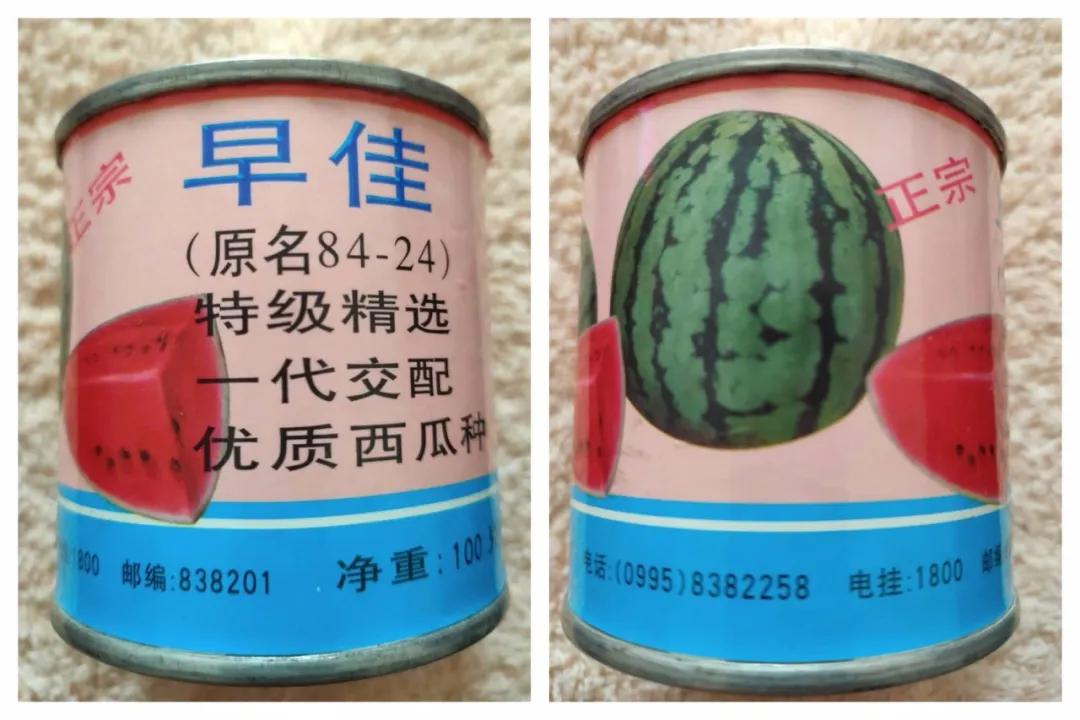 正宗
早佳
(原名84-24)
特级精选
一代交配
优质西瓜种
:1800 邮编:838201 净重:100
正宗
电话:(0995)8382258 电挂:1800 邮编